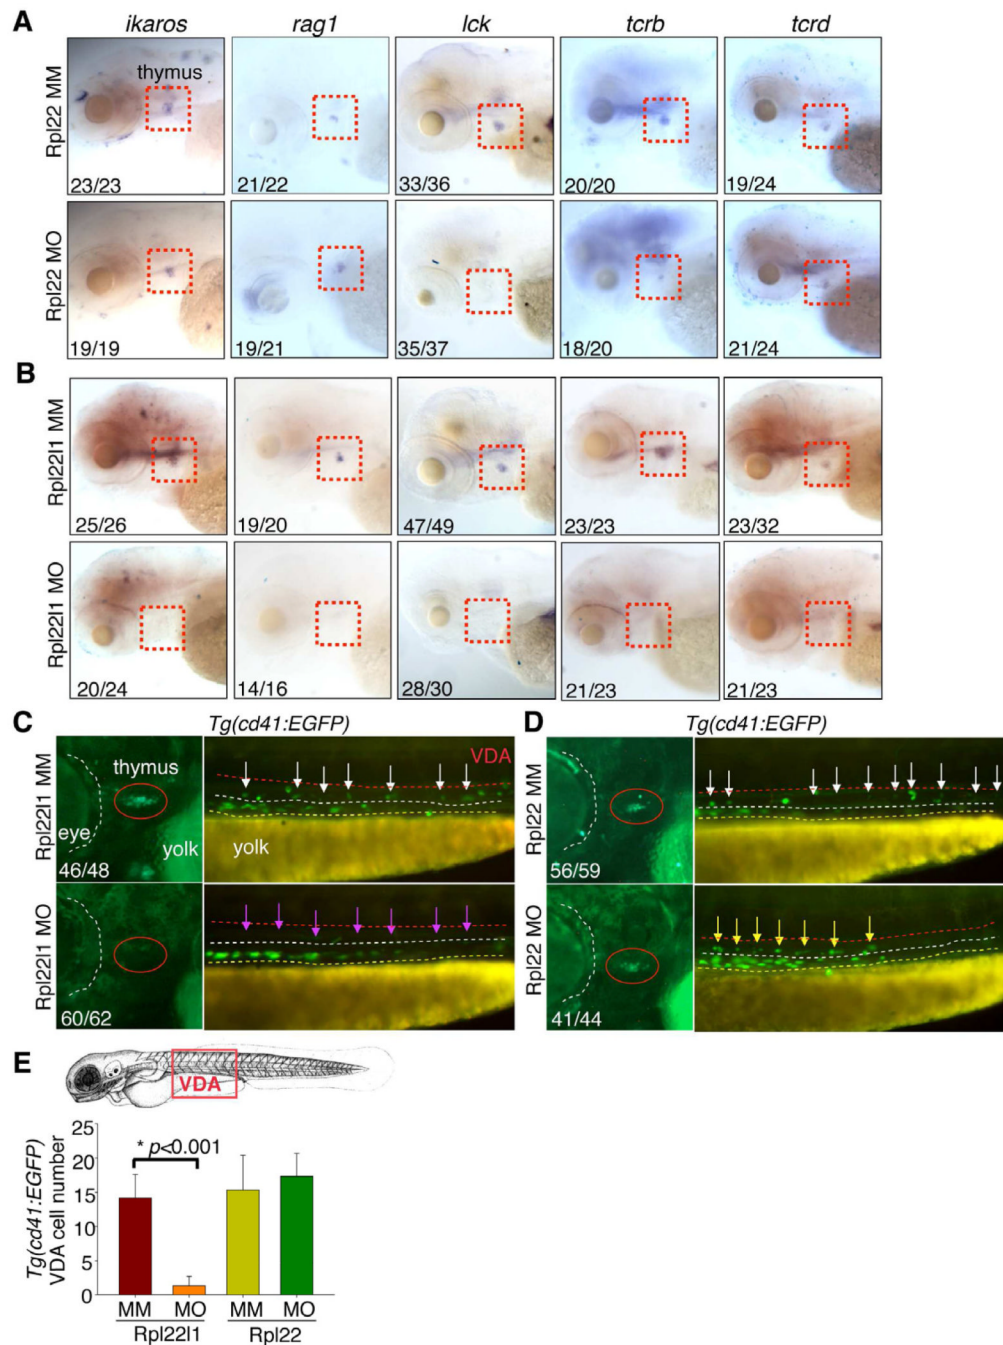 A
ikaros rag1 lck tcrb tcrd
Rpl22 MM
thymus
23/23 21/22 33/36 20/20 19/24
Rpl22 MO
19/19 19/21 35/37 18/20 21/24
B
Rpl22l1 MM
25/26 19/20 47/49 23/23 23/32
Rpl22l1 MO
20/24 14/16 28/30 21/23 21/23
C
Tg(cd41:EGFP)
Rpl22l1 MM
thymus
VDA
eye
yolk
yolk
46/48
Rpl22l1 MO
60/62
D
Tg(cd41:EGFP)
Rpl22 MM
56/59
Rpl22 MO
41/44
E
VDA
Tg(cd41:EGFP)
VDA cell number
25
20
15
10
5
0
* p<0.001
MM MO MM MO
Rpl22l1 Rpl22